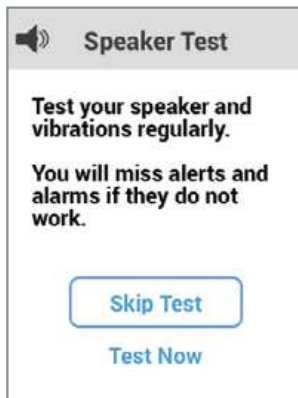 Speaker Test
Test your speaker and
vibrations regularly.
You will miss alerts and
alarms if they do not
work.
Skip Test
Test Now